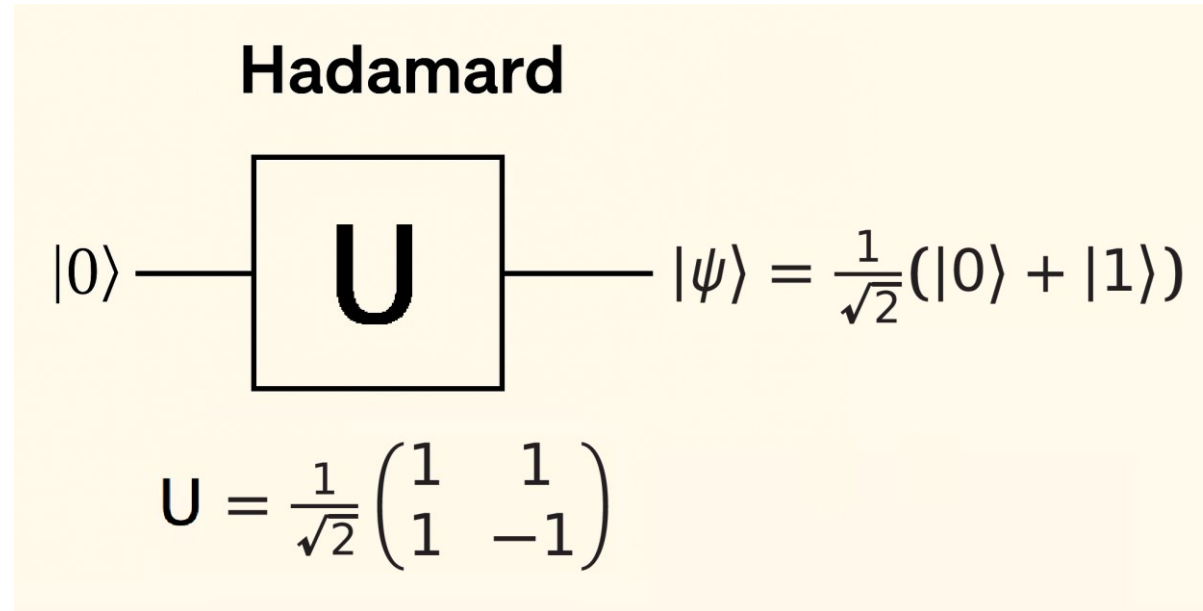 Hadamard
|0⟩ U |ψ⟩ = 1/√2 (|0⟩ + |1⟩)
U = 1/√2 (1 1
1 −1)